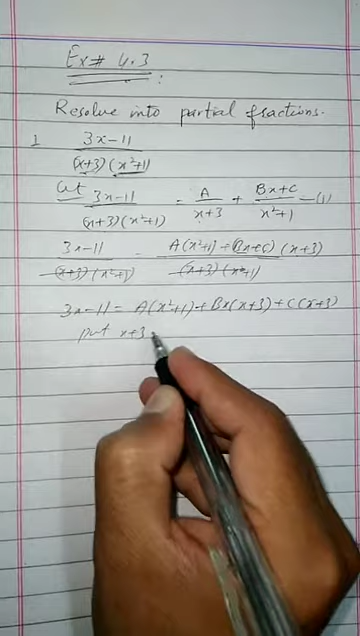 Ex# 4.3 :
Resolve into partial fractions.
1 3x-11 / (x+3)(x²+1)
Let 3x-11 / (x+3)(x²+1) = A / x+3 + Bx+C / x²+1 —(1)
3x-11 / (x+3)(x²+1) = A(x²+1)+(Bx+C)(x+3) / (x+3)(x²+1)
3x-11 = A(x²+1)+Bx(x+3)+C(x+3)
put x+3